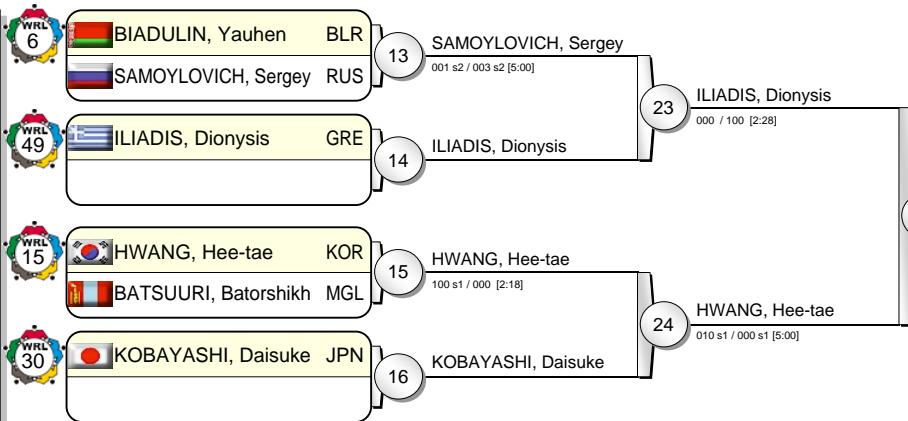 WRL
6
BIADULIN, Yauhen BLR
SAMOYLOVICH, Sergey RUS
13
SAMOYLOVICH, Sergey
001 s2 / 003 s2 [5:00]
WRL
49
ILIADIS, Dionysis GRE
14
ILIADIS, Dionysis
23
ILIADIS, Dionysis
000 / 100 [2:28]
WRL
15
HWANG, Hee-tae KOR
BATSUURI, Batorshikh MGL
15
HWANG, Hee-tae
100 s1 / 000 [2:18]
WRL
30
KOBAYASHI, Daisuke JPN
16
KOBAYASHI, Daisuke
24
HWANG, Hee-tae
010 s1 / 000 s1 [5:00]